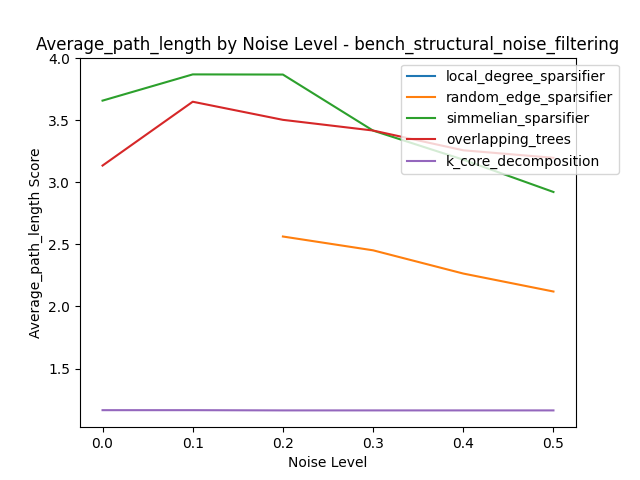 Average_path_length by Noise Level - bench_structural_noise_filtering
4.0
3.5
3.0
2.5
2.0
1.5
Average_path_length Score
local_degree_sparsifier
random_edge_sparsifier
simmelian_sparsifier
overlapping_trees
k_core_decomposition
0.0 0.1 0.2 0.3 0.4 0.5
Noise Level